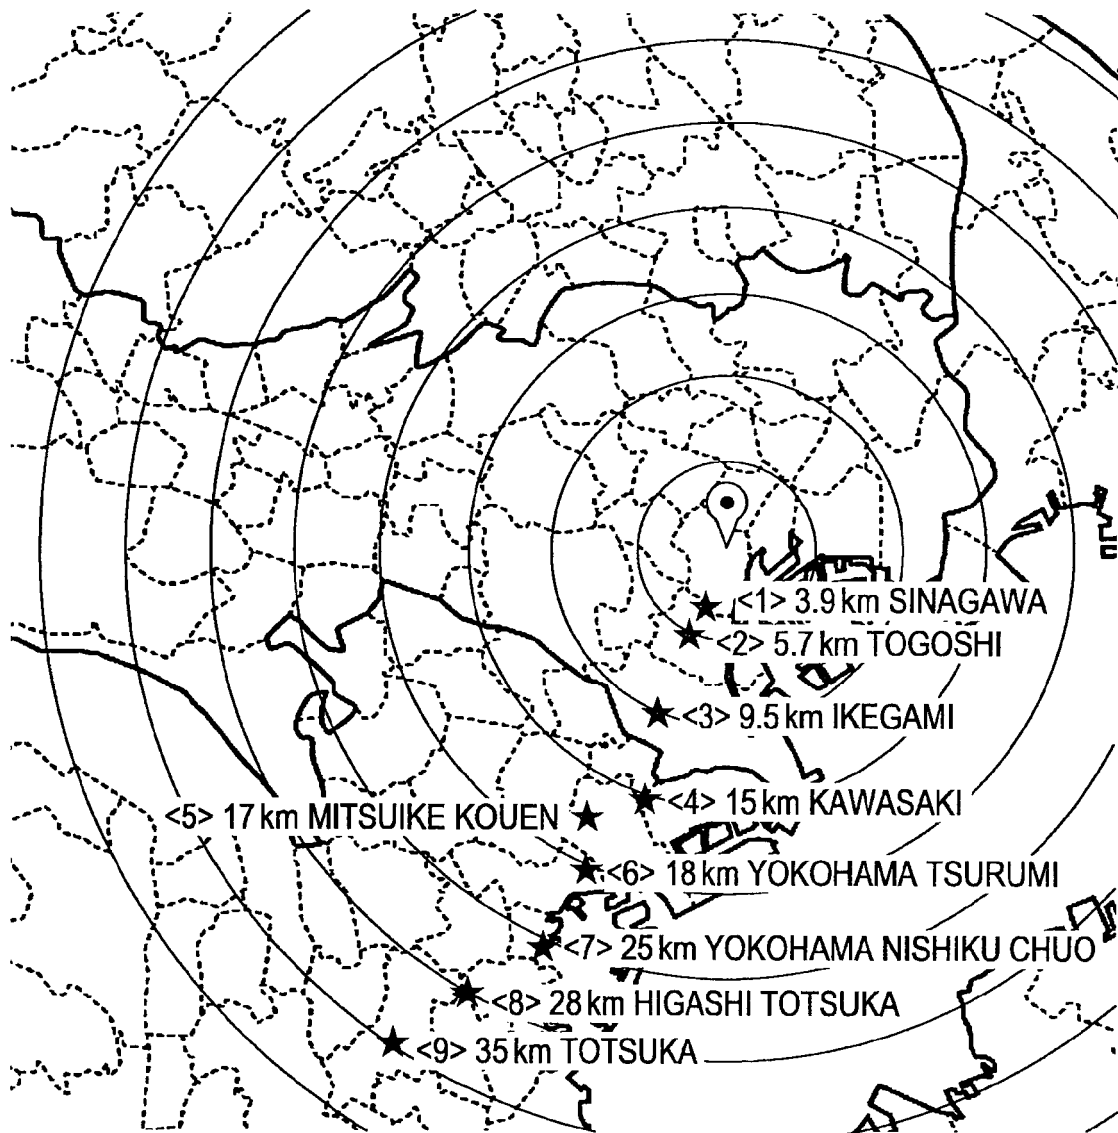 <1> 3.9 km SINAGAWA
<2> 5.7 km TOGOSHI
<3> 9.5 km IKEGAMI
<4> 15 km KAWASAKI
<5> 17 km MITSUIKE KOUEN
<6> 18 km YOKOHAMA TSURUMI
<7> 25 km YOKOHAMA NISHIKU CHUO
<8> 28 km HIGASHI TOTSUKA
<9> 35 km TOTSUKA